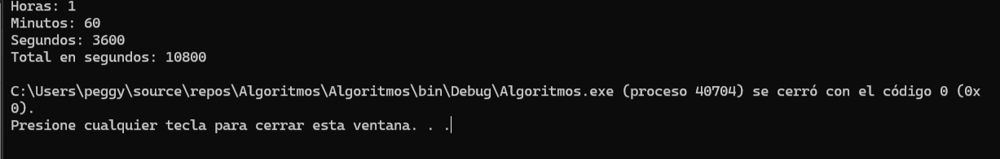 Horas: 1
Minutos: 60
Segundos: 3600
Total en segundos: 10800
C:\Users\peggy\source\repos\Algoritmos\Algoritmos\bin\Debug\Algoritmos.exe (proceso 40704) se cerró con el código 0 (0x
0).
Presione cualquier tecla para cerrar esta ventana. . .